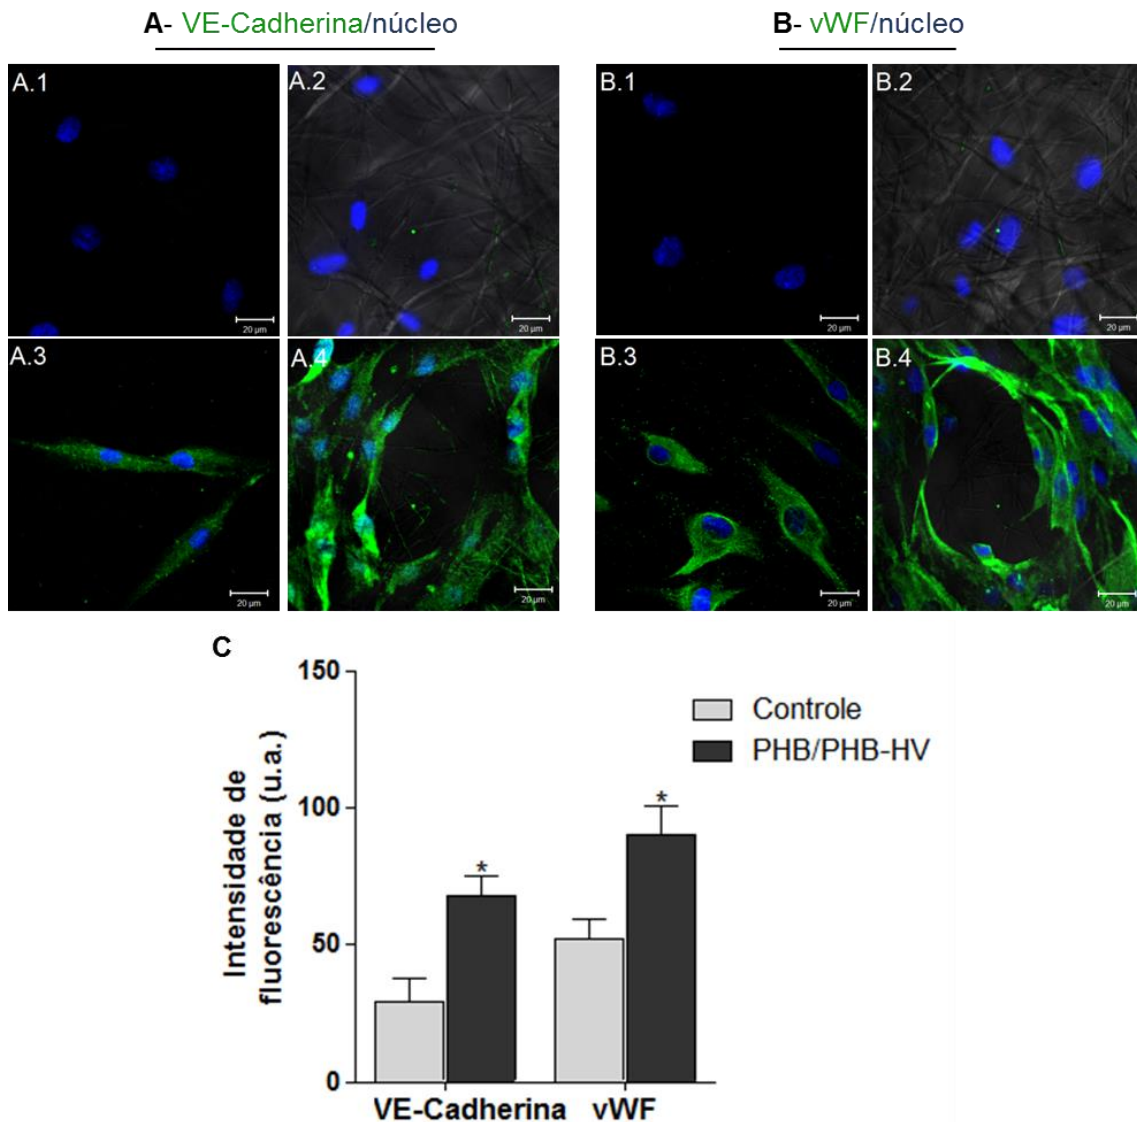 A- VE-Cadherina/núcleo
B- vWF/núcleo
A.1
A.2
B.1
B.2
20 µm
20 µm
20 µm
20 µm
A.3
A.4
B.3
B.4
20 µm
20 µm
20 µm
20 µm
C
150
100
50
0
Intensidade de
fluorescência (u.a.)
Controle
PHB/PHB-HV
*
*
VE-Cadherina
vWF